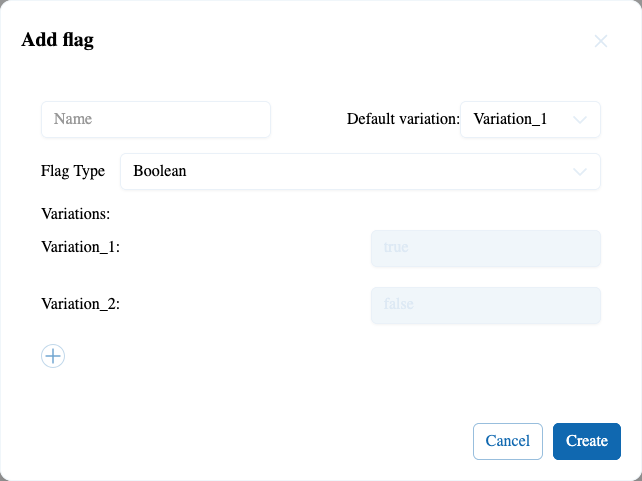 Add flag
Name
Default variation: Variation_1
Flag Type Boolean
Variations:
Variation_1: true
Variation_2: false
Cancel Create